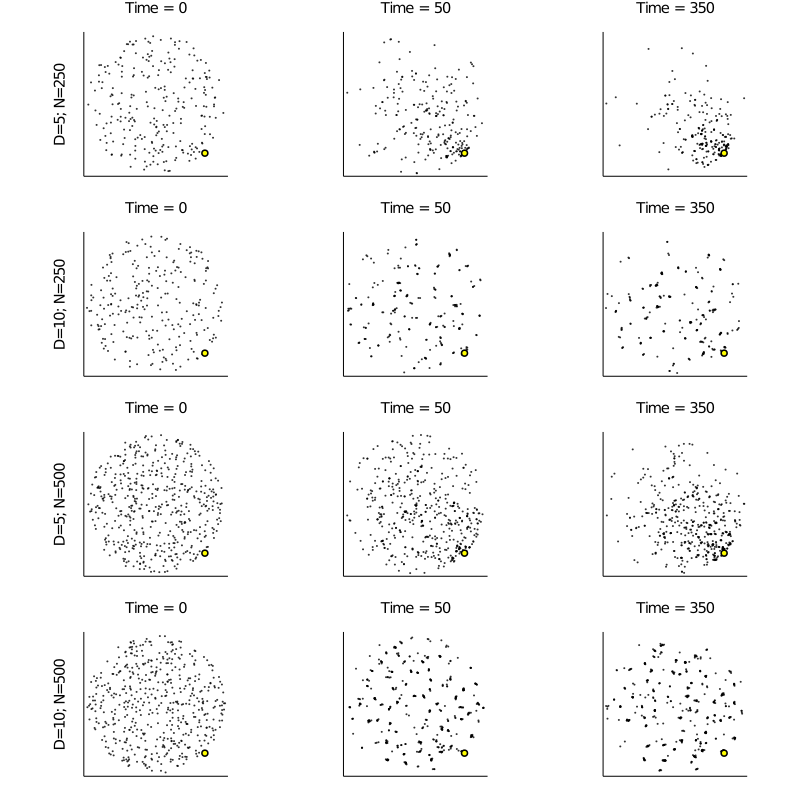 Time = 0 Time = 50 Time = 350
D=5; N=250
Time = 0 Time = 50 Time = 350
D=10; N=250
Time = 0 Time = 50 Time = 350
D=5; N=500
Time = 0 Time = 50 Time = 350
D=10; N=500